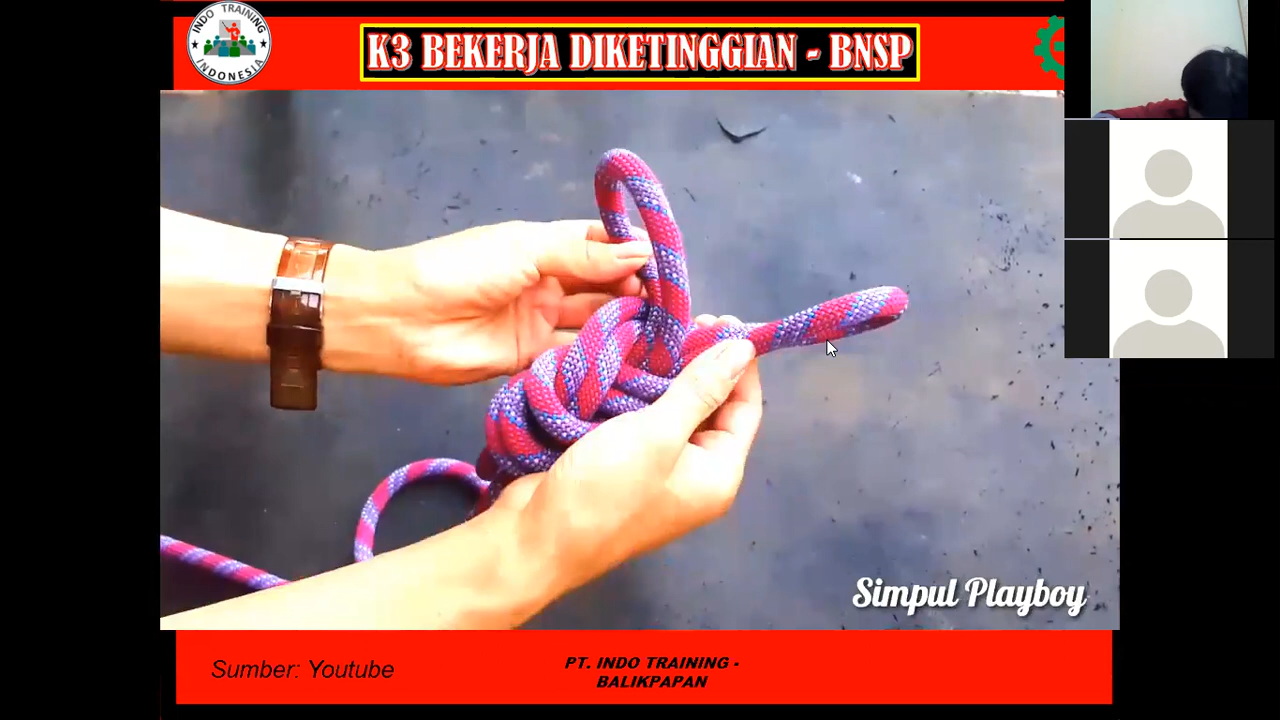 INDO TRAINING
INDONESIA
K3 BEKERJA DIKETINGGIAN - BNSP
Simpul Playboy
Sumber: Youtube
PT. INDO TRAINING -
BALIKPAPAN